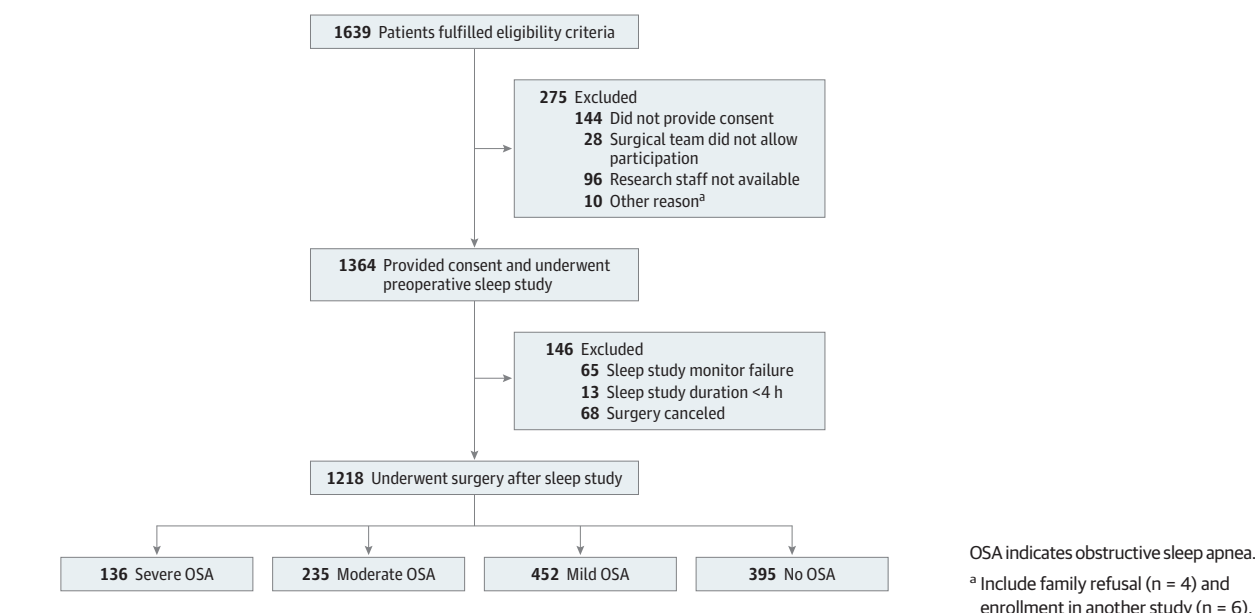 1639 Patients fulfilled eligibility criteria
275 Excluded
144 Did not provide consent
28 Surgical team did not allow
participation
96 Research staff not available
10 Other reasonᵃ
1364 Provided consent and underwent
preoperative sleep study
146 Excluded
65 Sleep study monitor failure
13 Sleep study duration <4 h
68 Surgery canceled
1218 Underwent surgery after sleep study
136 Severe OSA
235 Moderate OSA
452 Mild OSA
395 No OSA
OSA indicates obstructive sleep apnea.
ᵃ Include family refusal (n = 4) and
enrollment in another study (n = 6).